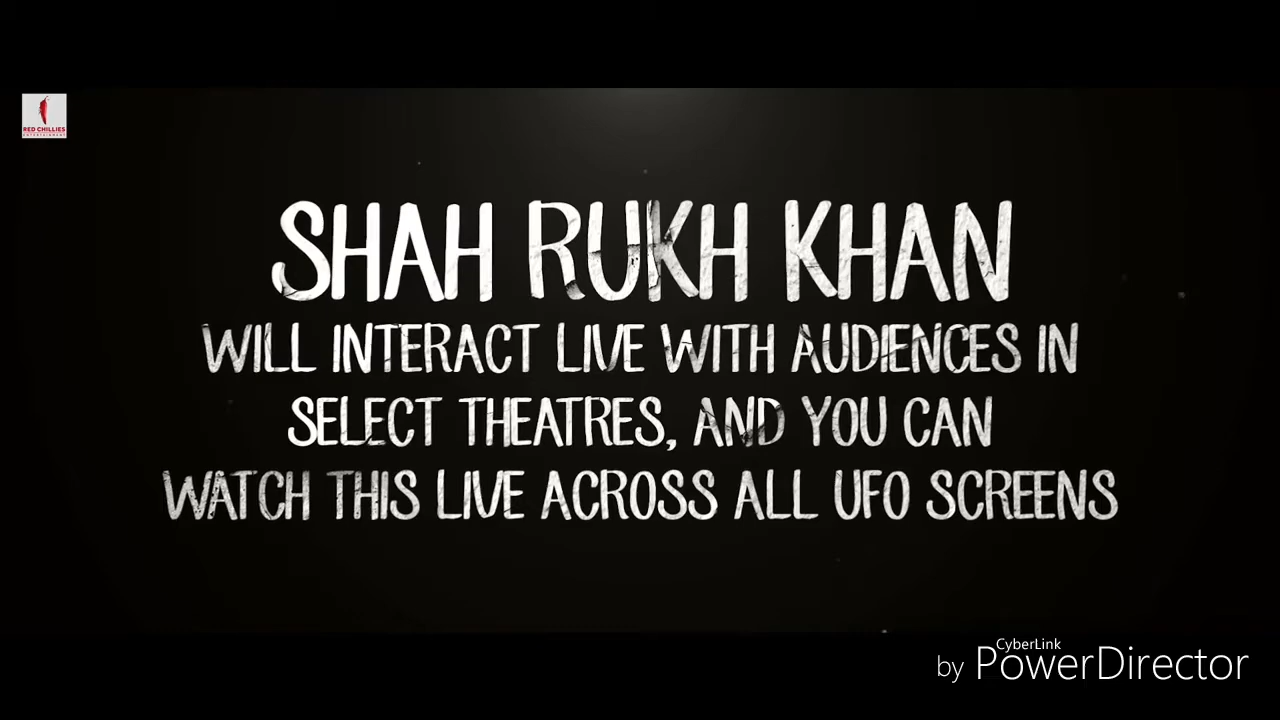 RED CHILLIES
ENTERTAINMENT
SHAH RUKH KHAN
WILL INTERACT LIVE WITH AUDIENCES IN
SELECT THEATRES, AND YOU CAN
WATCH THIS LIVE ACROSS ALL UFO SCREENS
CyberLink
by PowerDirector